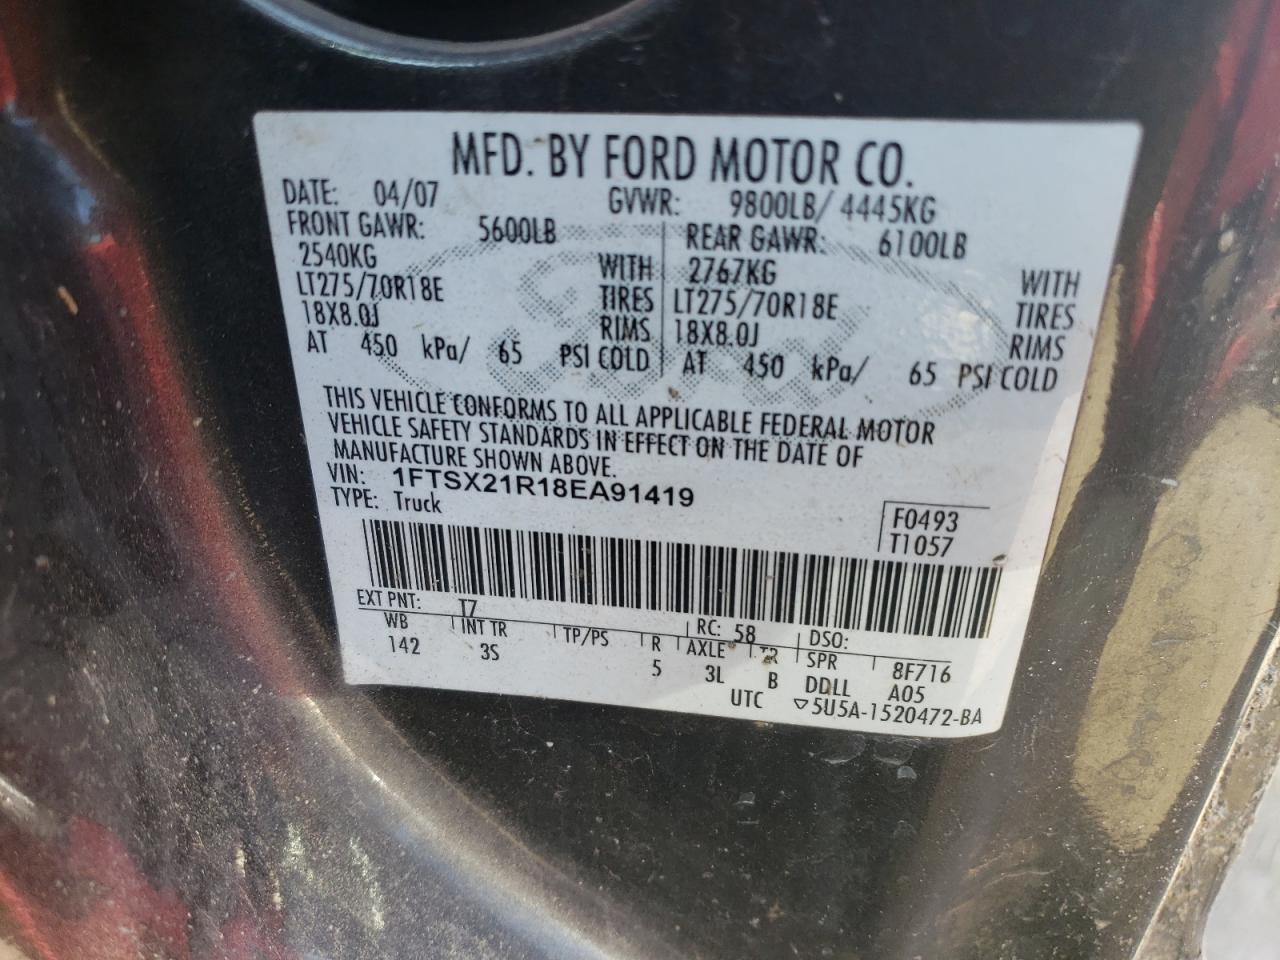 MFD. BY FORD MOTOR CO.
DATE: 04/07 GVWR: 9800LB/ 4445KG
FRONT GAWR: 5600LB
2540KG WITH
LT275/70R18E TIRES
18X8.0J RIMS
AT 450 kPa/ 65 PSI COLD
REAR GAWR: 6100LB
2767KG WITH
LT275/70R18E TIRES
18X8.0J RIMS
AT 450 kPa/ 65 PSI COLD
THIS VEHICLE CONFORMS TO ALL APPLICABLE FEDERAL MOTOR
VEHICLE SAFETY STANDARDS IN EFFECT ON THE DATE OF
MANUFACTURE SHOWN ABOVE.
VIN: 1FTSX21R18EA91419
TYPE: Truck
F0493
T1057
EXT PNT: T7 RC: 58 DSO:
WB INT TR TP/PS R AXLE TR SPR 8F716
142 3S 5 3L B DDLL A05
UTC ▽5U5A-1520472-BA